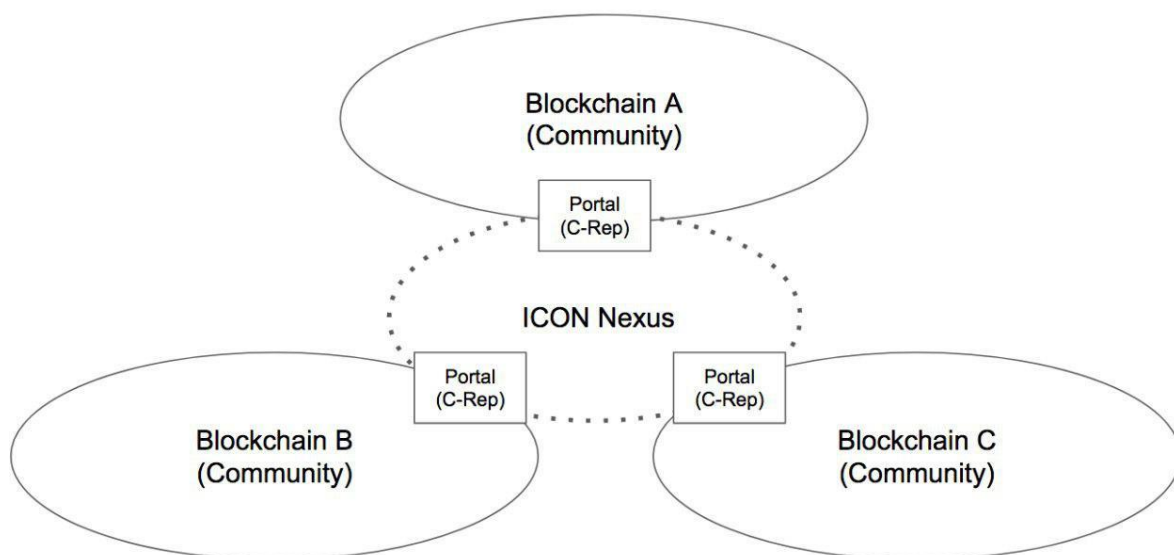 Blockchain A
(Community)
Portal
(C-Rep)
ICON Nexus
Portal
(C-Rep)
Portal
(C-Rep)
Blockchain B
(Community)
Blockchain C
(Community)